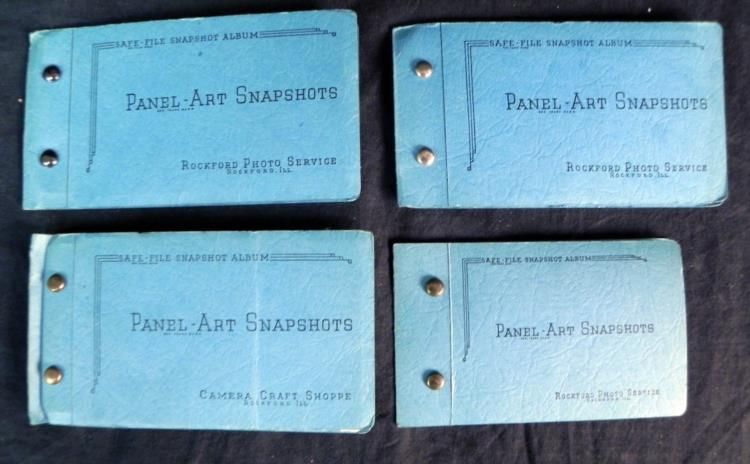 SAFE-FILE SNAPSHOT ALBUM
PANEL-ART SNAPSHOTS
ROCKFORD PHOTO SERVICE
ROCKFORD, ILL.
SAFE-FILE SNAPSHOT ALBUM
PANEL-ART SNAPSHOTS
ROCKFORD PHOTO SERVICE
ROCKFORD, ILL.
SAFE-FILE SNAPSHOT ALBUM
PANEL-ART SNAPSHOTS
CAMERA CRAFT SHOPPE
ROCKFORD ILL
SAFE-FILE SNAPSHOT ALBUM
PANEL-ART SNAPSHOTS
ROCKFORD PHOTO SERVICE
ROCKFORD ILL